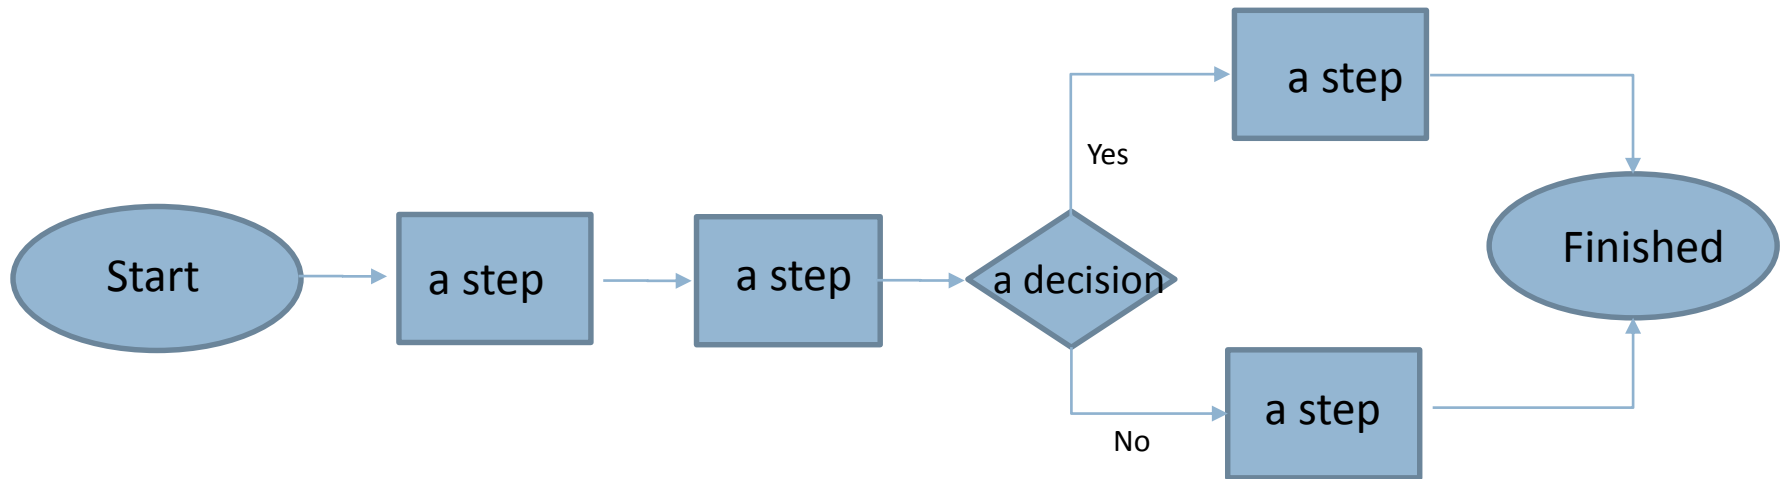 Start
a step
a step
a decision
Yes
a step
No
a step
Finished